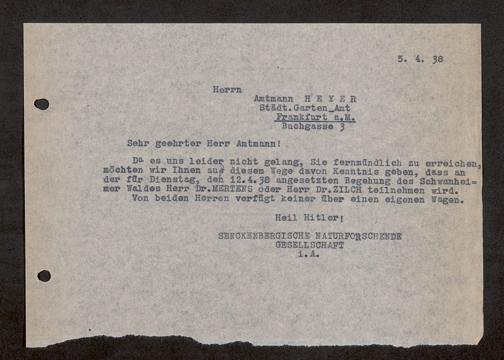 5. 4. 38
Herrn
Amtmann H E Y E R
Städt.Garten_Amt
Frankfurt a.M.
Buchgasse 3
Sehr geehrter Herr Amtmann!
Da es uns leider nicht gelang, Sie fernmündlich zu erreichen,
möchten wir Ihnen auf diesem Wege davon Kenntnis geben, dass an
der für Dienstag, den 12.4.38 angesetzten Begehung des Schwanhei-
mer Waldes Herr Dr.MERTENS oder Herr Dr.ZILCH teilnehmen wird.
Von beiden Herren verfügt keiner über einen eigenen Wagen.
Heil Hitler!
SENCKENBERGISCHE NATURFORSCHENDE
GESELLSCHAFT
i.A.